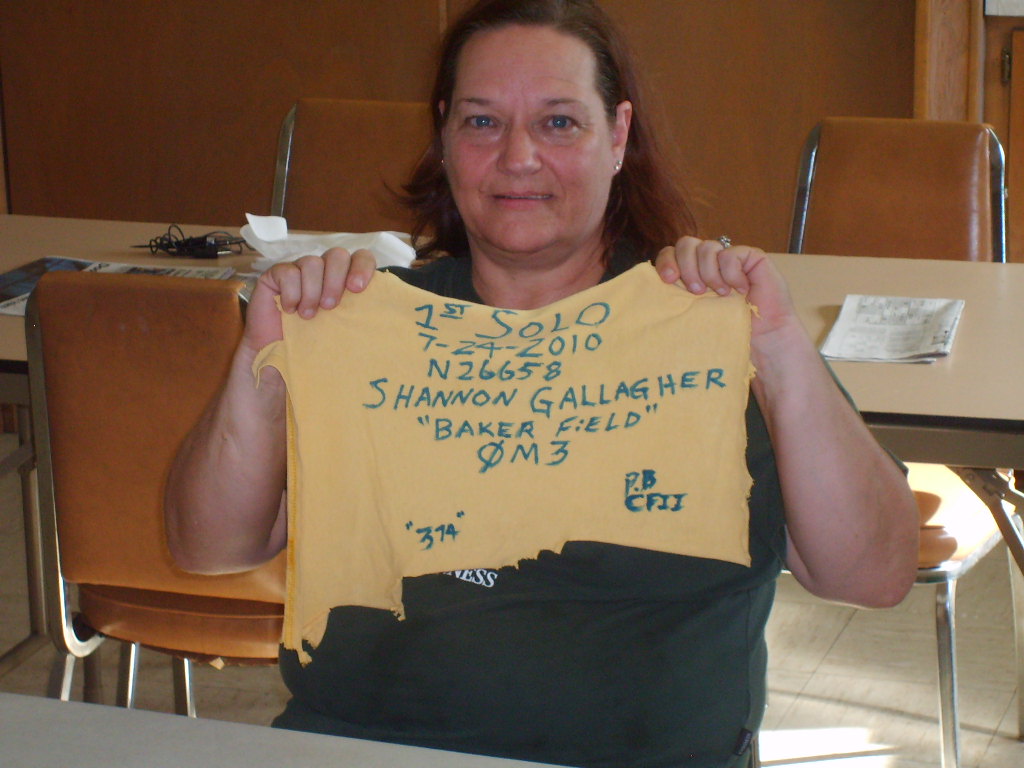 1ST SOLO
7-24-2010
N26658
SHANNON GALLAGHER
"BAKER FiELD"
ØM3
P.B
CFII
"374"
NESS